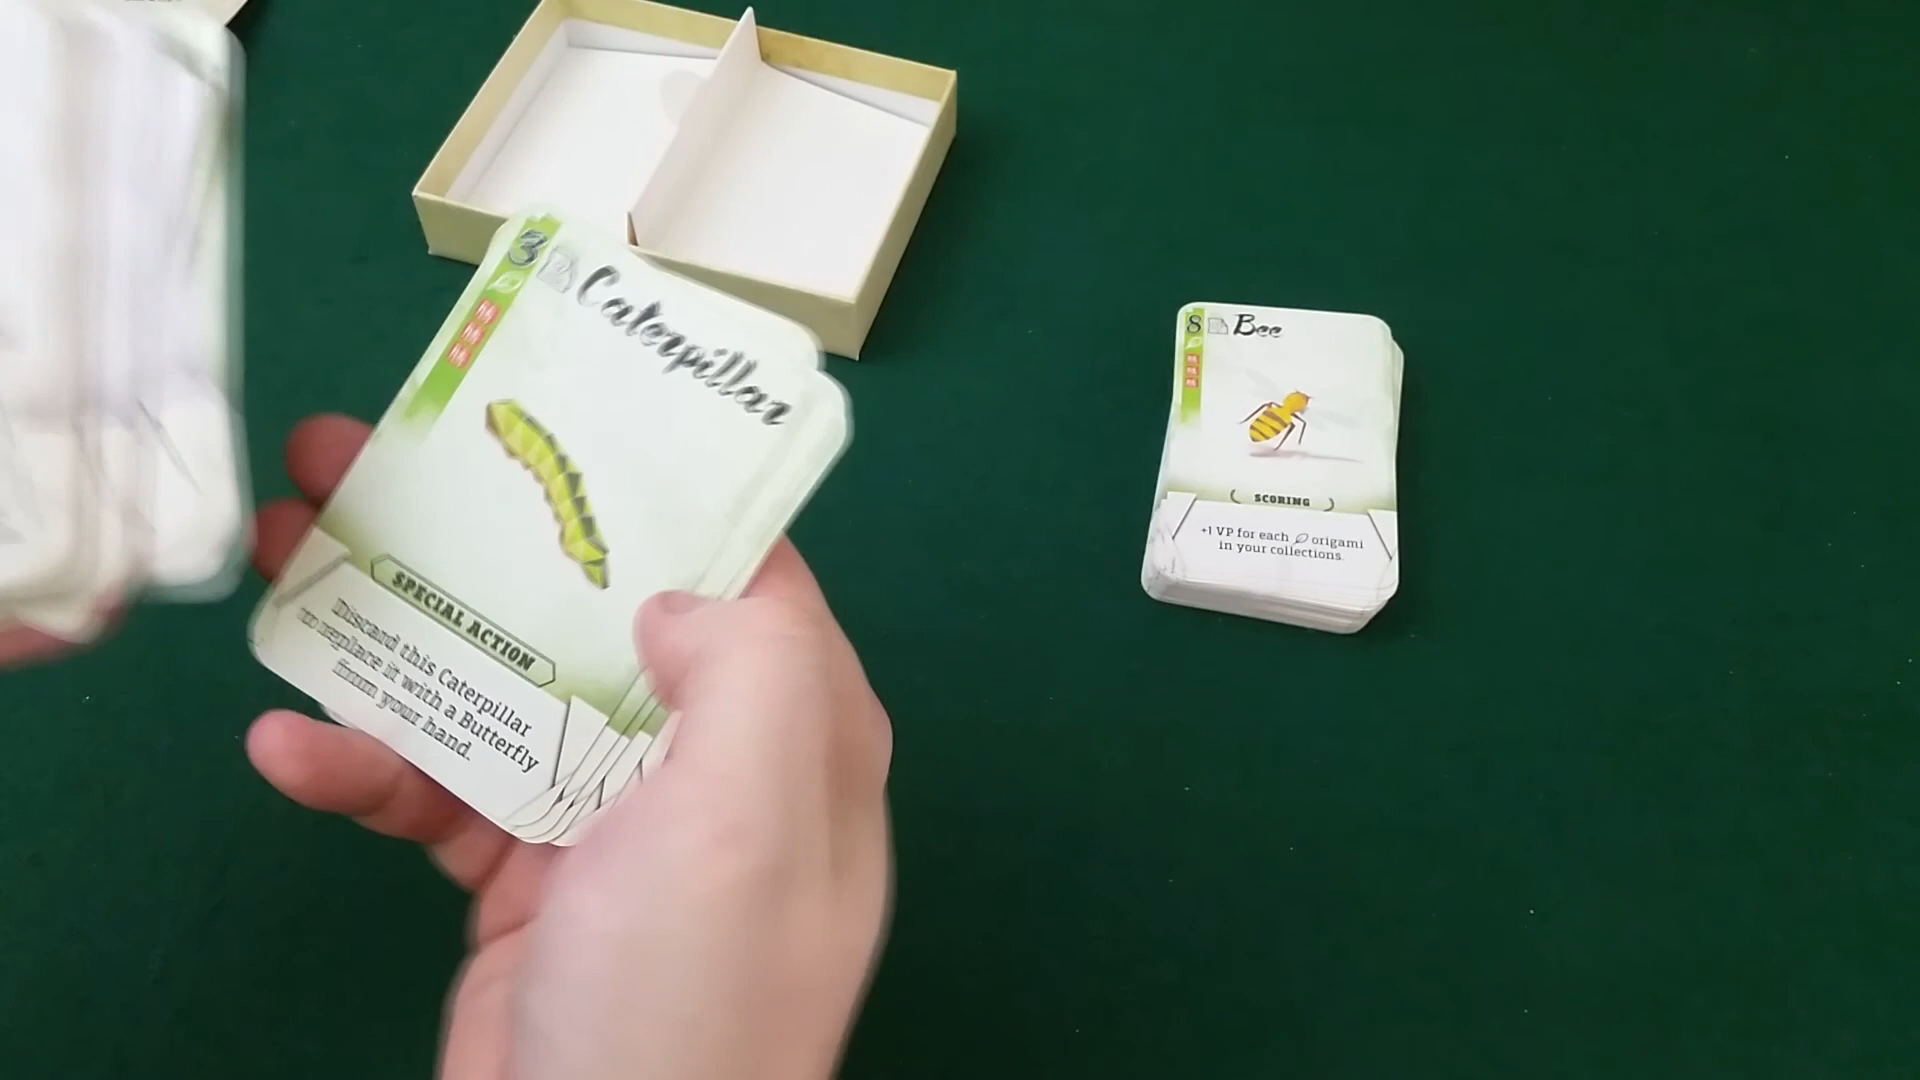 3 Caterpillar
SPECIAL ACTION
Discard this Caterpillar
to replace it with a Butterfly
from your hand.
8 Bee
SCORING
+1 VP for each origami
in your collections.